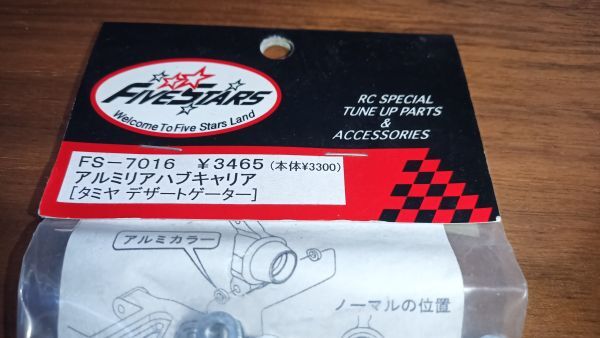 FIVESTARS
Welcome To Five Stars Land
RC SPECIAL
TUNE UP PARTS
&
ACCESSORIES
FS-7016 ¥3465(本体¥3300)
アルミリアハブキャリア
[タミヤ デザートゲーター]
アルミカラー
ノーマルの位置